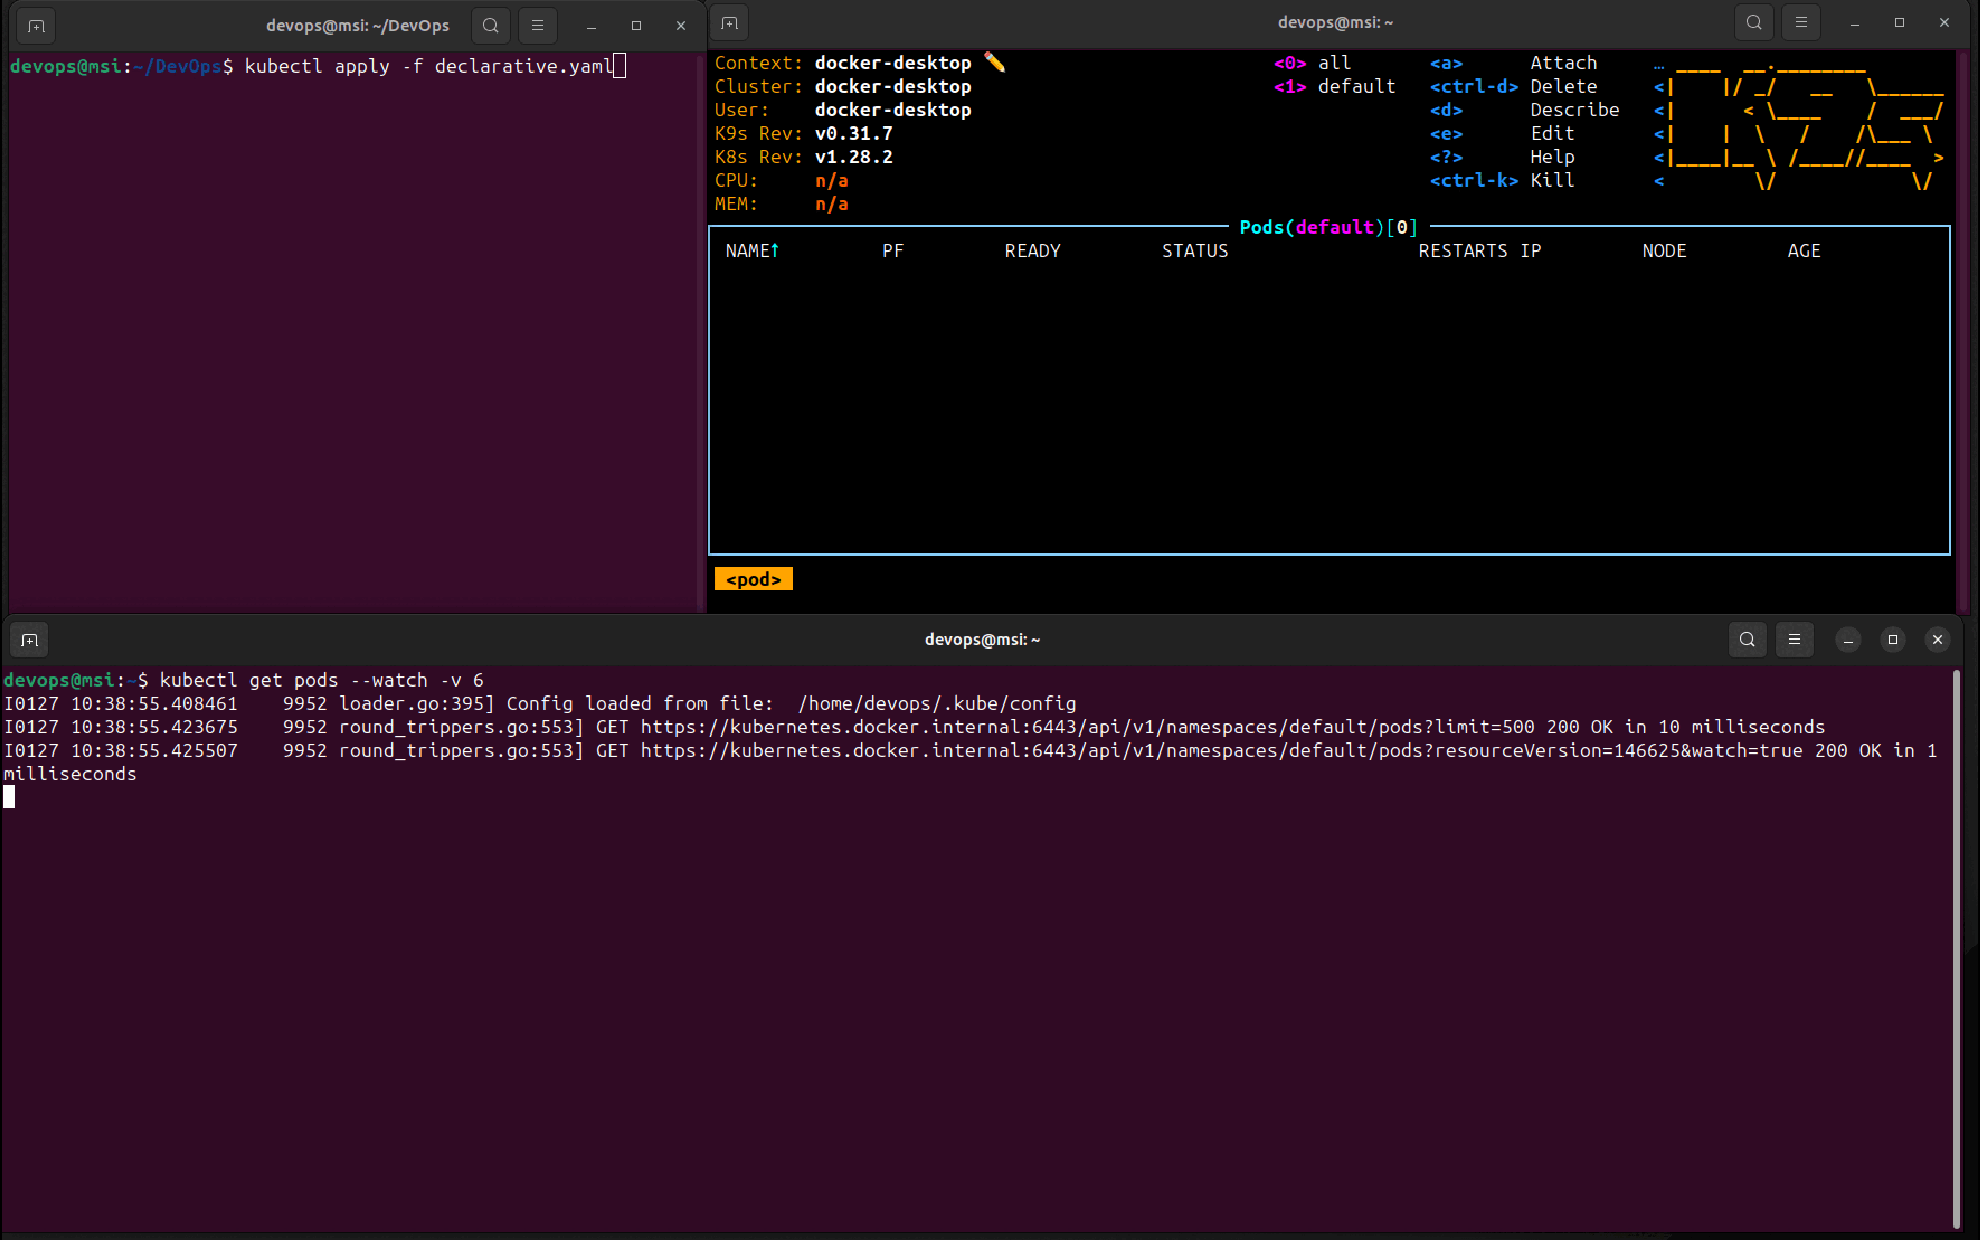 devops@msi: ~/DevOps
devops@msi:~/DevOps$ kubectl apply -f declarative.yaml
devops@msi: ~
Context: docker-desktop <0> all <a> Attach
Cluster: docker-desktop <1> default <ctrl-d> Delete
User: docker-desktop <d> Describe
K9s Rev: v0.31.7 <e> Edit
K8s Rev: v1.28.2 <?> Help
CPU: n/a <ctrl-k> Kill
MEM: n/a
Pods(default)[0]
NAME↑ PF READY STATUS RESTARTS IP NODE AGE
<pod>
devops@msi: ~
devops@msi:~$ kubectl get pods --watch -v 6
I0127 10:38:55.408461 9952 loader.go:395] Config loaded from file: /home/devops/.kube/config
I0127 10:38:55.423675 9952 round_trippers.go:553] GET https://kubernetes.docker.internal:6443/api/v1/namespaces/default/pods?limit=500 200 OK in 10 milliseconds
I0127 10:38:55.425507 9952 round_trippers.go:553] GET https://kubernetes.docker.internal:6443/api/v1/namespaces/default/pods?resourceVersion=146625&watch=true 200 OK in 1
milliseconds